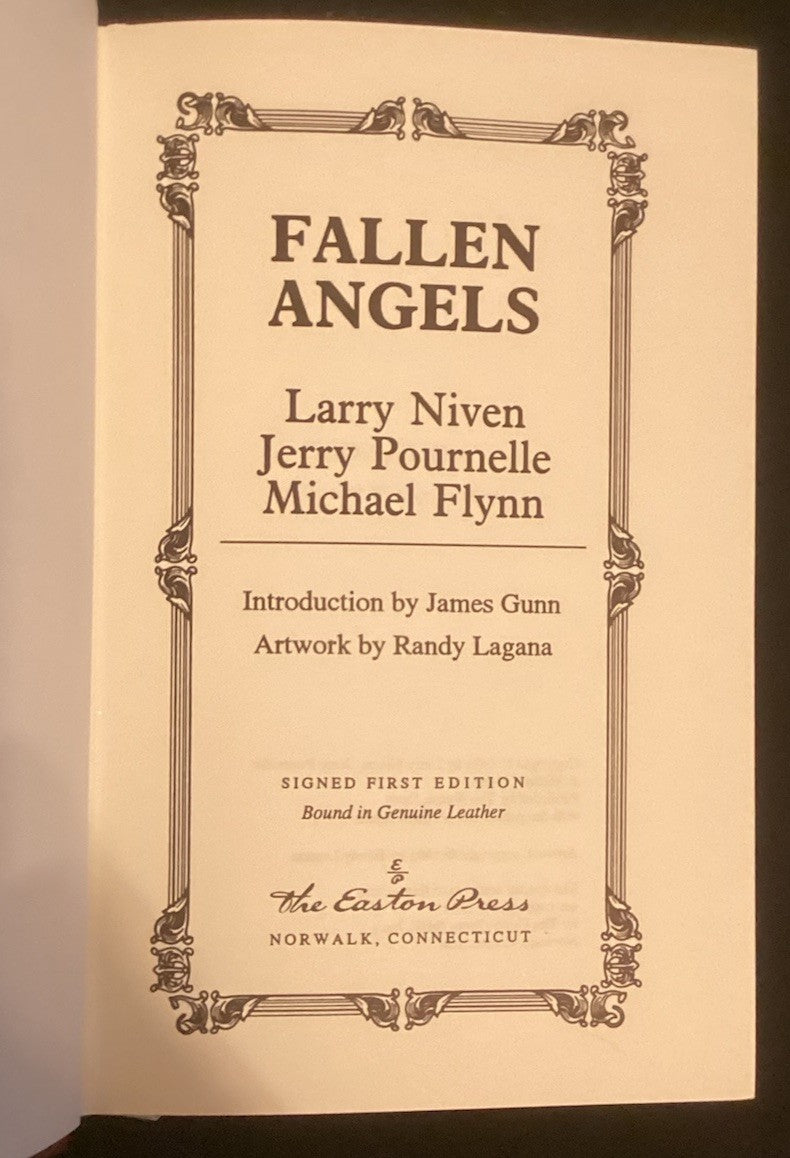 FALLEN
ANGELS
Larry Niven
Jerry Pournelle
Michael Flynn
Introduction by James Gunn
Artwork by Randy Lagana
SIGNED FIRST EDITION
Bound in Genuine Leather
E
P
The Easton Press
NORWALK, CONNECTICUT